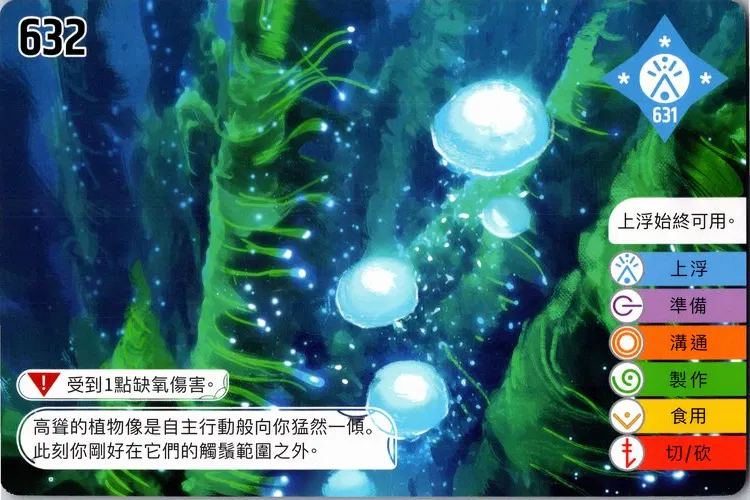 632
* * *
631
上浮始終可用。
上浮
準備
溝通
製作
食用
切/砍
! 受到1點缺氧傷害。
高聳的植物像是自主行動般向你猛然一傾。
此刻你剛好在它們的觸鬚範圍之外。